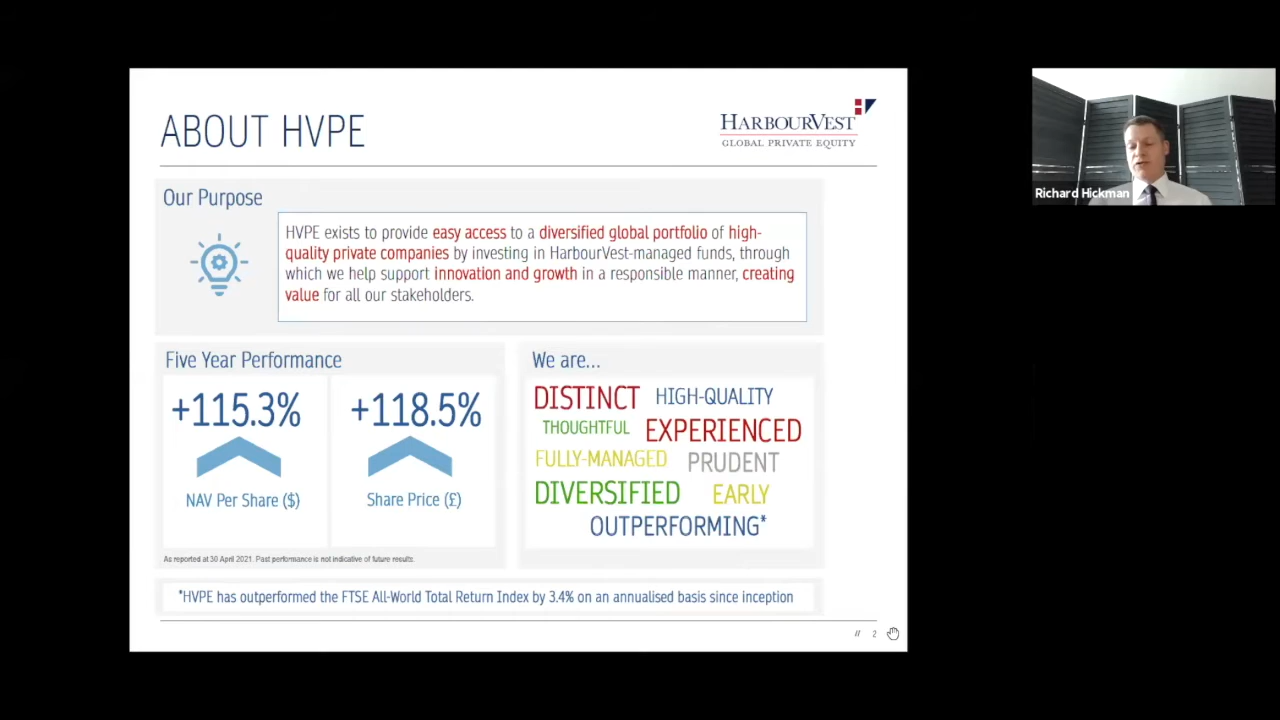 ABOUT HVPE
HARBOURVEST
GLOBAL PRIVATE EQUITY
Our Purpose
HVPE exists to provide easy access to a diversified global portfolio of high-
quality private companies by investing in HarbourVest-managed funds, through
which we help support innovation and growth in a responsible manner, creating
value for all our stakeholders.
Five Year Performance
+115.3%
NAV Per Share ($)
+118.5%
Share Price (£)
As reported at 30 April 2021. Past performance is not indicative of future results.
We are...
DISTINCT HIGH-QUALITY
THOUGHTFUL EXPERIENCED
FULLY-MANAGED PRUDENT
DIVERSIFIED EARLY
OUTPERFORMING*
*HVPE has outperformed the FTSE All-World Total Return Index by 3.4% on an annualised basis since inception
// 2
Richard Hickman